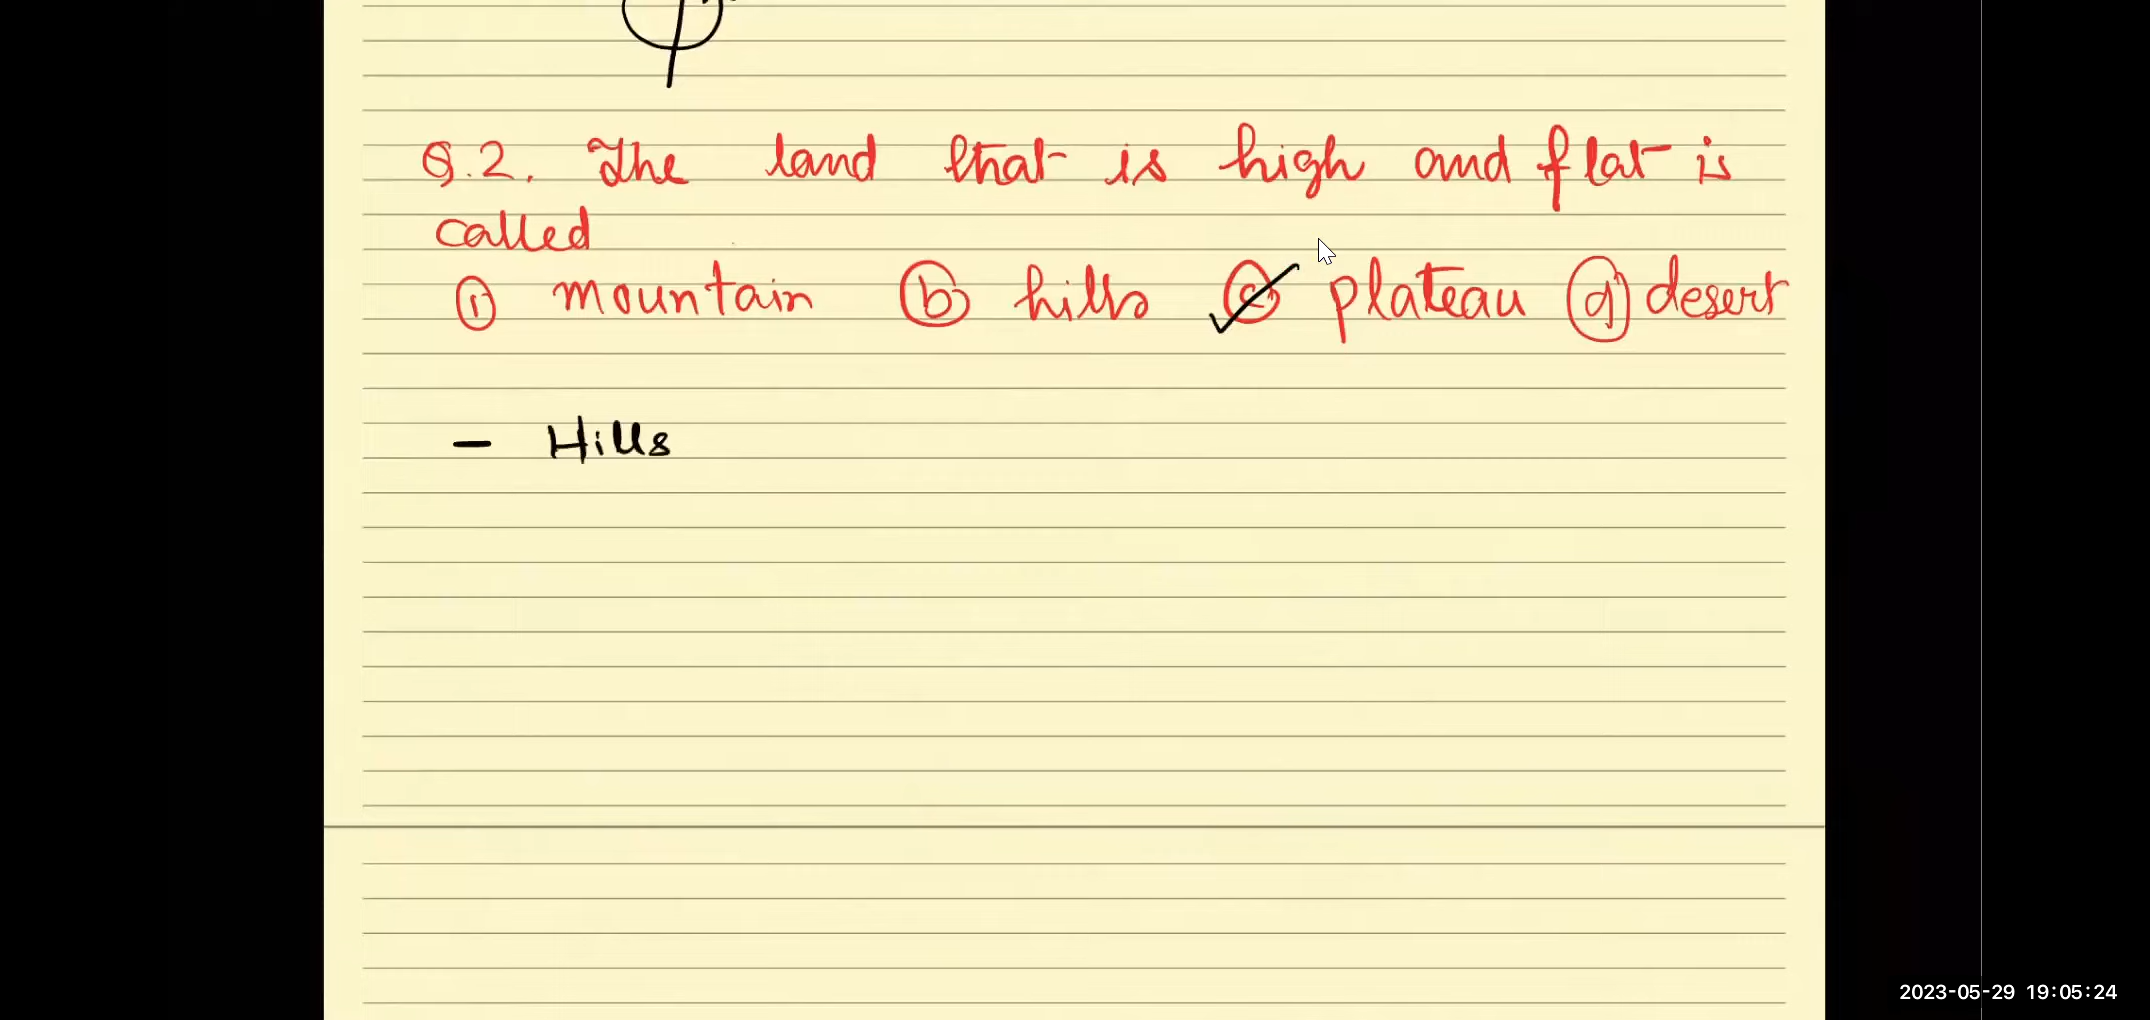 Q.2. The land that is high and flat is
called
① mountain ⓑ hills ⓒ plateau ⓓ desert
– Hills
2023-05-29 19:05:24